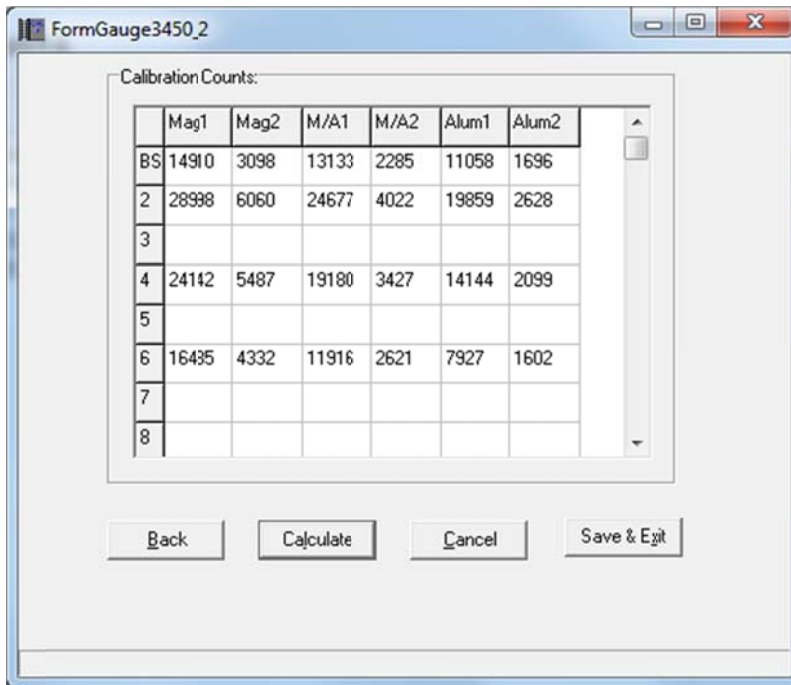 FormGauge3450_2
Calibration Counts:
Mag1 Mag2 M/A1 M/A2 Alum1 Alum2
BS 14910 3098 13133 2285 11058 1696
2 28998 6060 24677 4022 19859 2628
3
4 24142 5487 19180 3427 14144 2099
5
6 16485 4332 11916 2621 7927 1602
7
8
Back Calculate Cancel Save & Exit